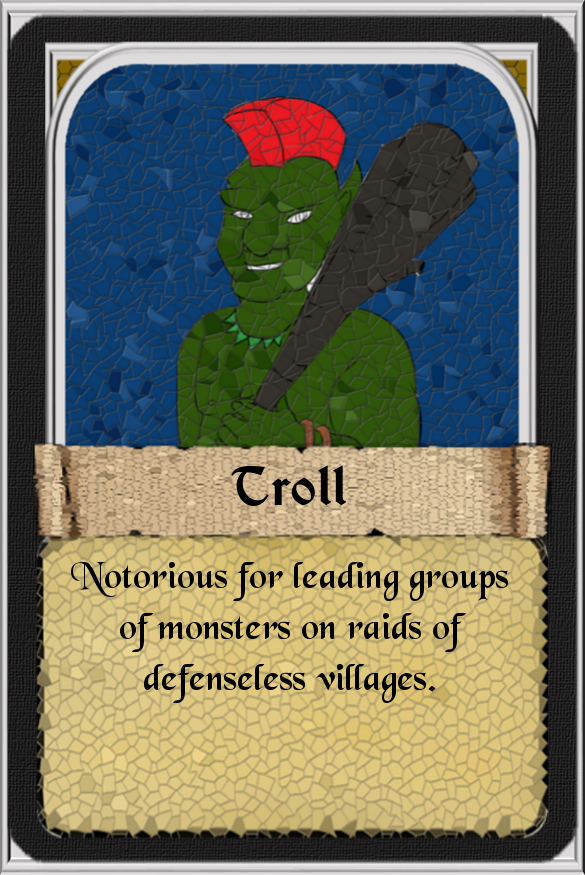 Troll
Notorious for leading groups
of monsters on raids of
defenseless villages.